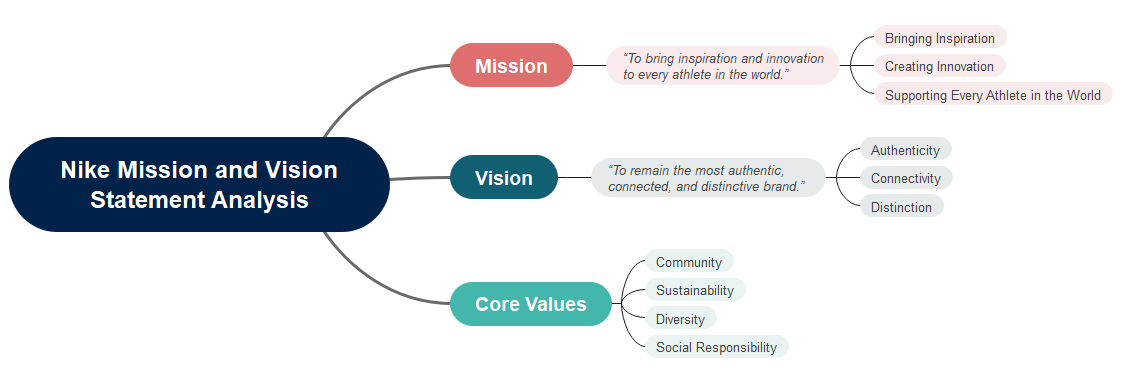 Nike Mission and Vision
Statement Analysis
Mission
“To bring inspiration and innovation
to every athlete in the world.”
Bringing Inspiration
Creating Innovation
Supporting Every Athlete in the World
Vision
“To remain the most authentic,
connected, and distinctive brand.”
Authenticity
Connectivity
Distinction
Core Values
Community
Sustainability
Diversity
Social Responsibility